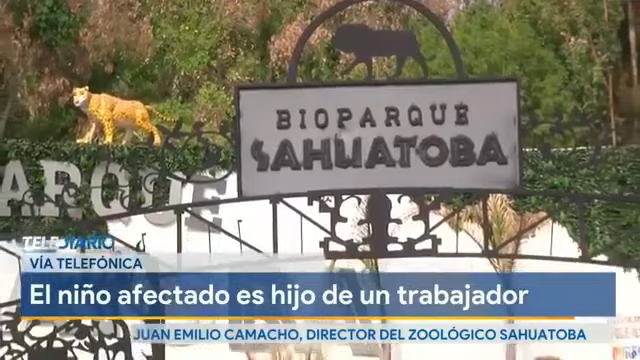 BIOPARQUE
SAHUATOBA
ARQUE
TELEDIARIO
VÍA TELEFÓNICA
El niño afectado es hijo de un trabajador
JUAN EMILIO CAMACHO, DIRECTOR DEL ZOOLÓGICO SAHUATOBA